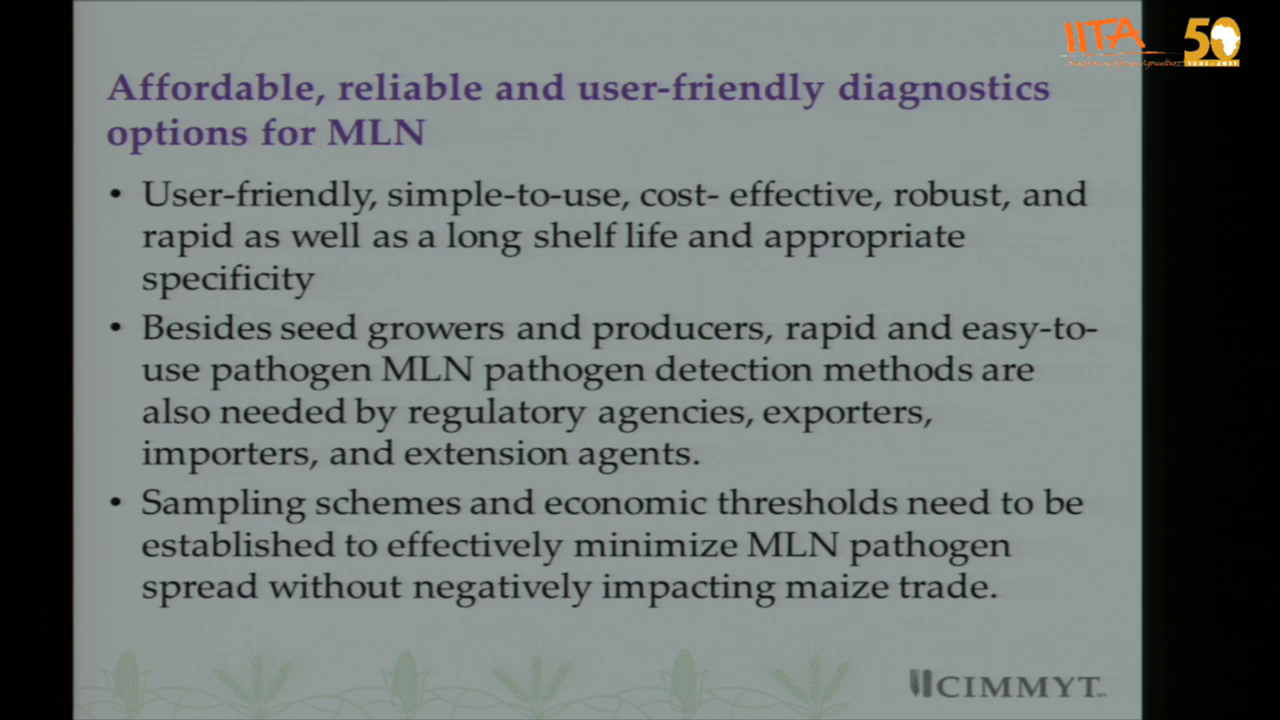 IITA 50
Affordable, reliable and user-friendly diagnostics
options for MLN
• User-friendly, simple-to-use, cost- effective, robust, and
rapid as well as a long shelf life and appropriate
specificity
• Besides seed growers and producers, rapid and easy-to-
use pathogen MLN pathogen detection methods are
also needed by regulatory agencies, exporters,
importers, and extension agents.
• Sampling schemes and economic thresholds need to be
established to effectively minimize MLN pathogen
spread without negatively impacting maize trade.
CIMMYT